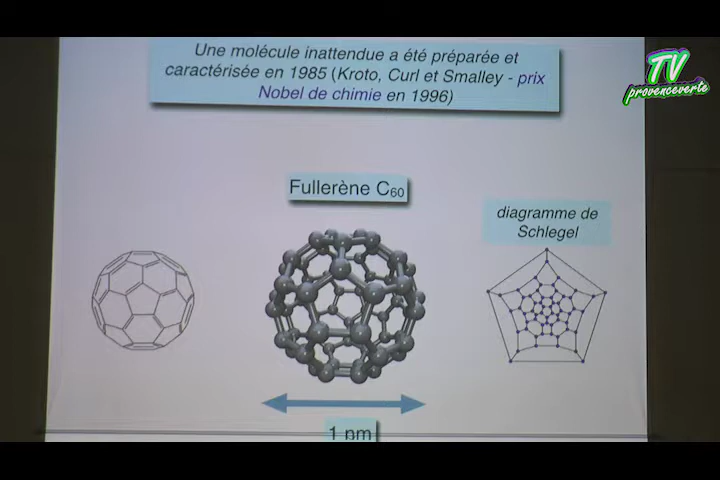 Une molécule inattendue a été préparée et
caractérisée en 1985 (Kroto, Curl et Smalley - prix
Nobel de chimie en 1996)
TV
provenceverte
Fullerène C₆₀
diagramme de
Schlegel
1 pm